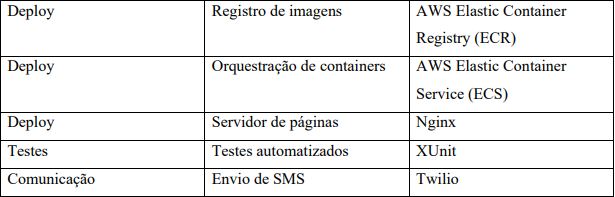 Deploy Registro de imagens AWS Elastic Container
Registry (ECR)
Deploy Orquestração de containers AWS Elastic Container
Service (ECS)
Deploy Servidor de páginas Nginx
Testes Testes automatizados XUnit
Comunicação Envio de SMS Twilio